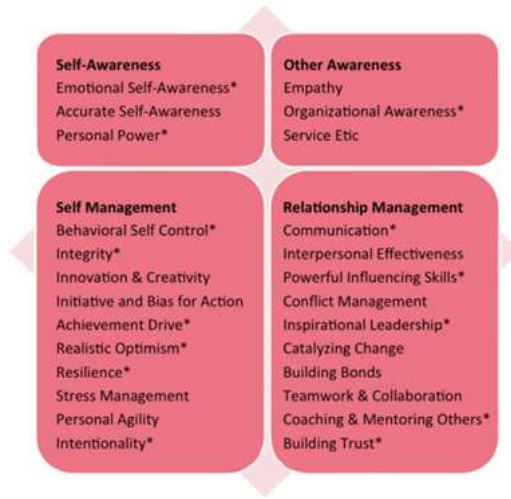 Self-Awareness
Emotional Self-Awareness*
Accurate Self-Awareness
Personal Power*
Other Awareness
Empathy
Organizational Awareness*
Service Etic
Self Management
Behavioral Self Control*
Integrity*
Innovation & Creativity
Initiative and Bias for Action
Achievement Drive*
Realistic Optimism*
Resilience*
Stress Management
Personal Agility
Intentionality*
Relationship Management
Communication*
Interpersonal Effectiveness
Powerful Influencing Skills*
Conflict Management
Inspirational Leadership*
Catalyzing Change
Building Bonds
Teamwork & Collaboration
Coaching & Mentoring Others*
Building Trust*